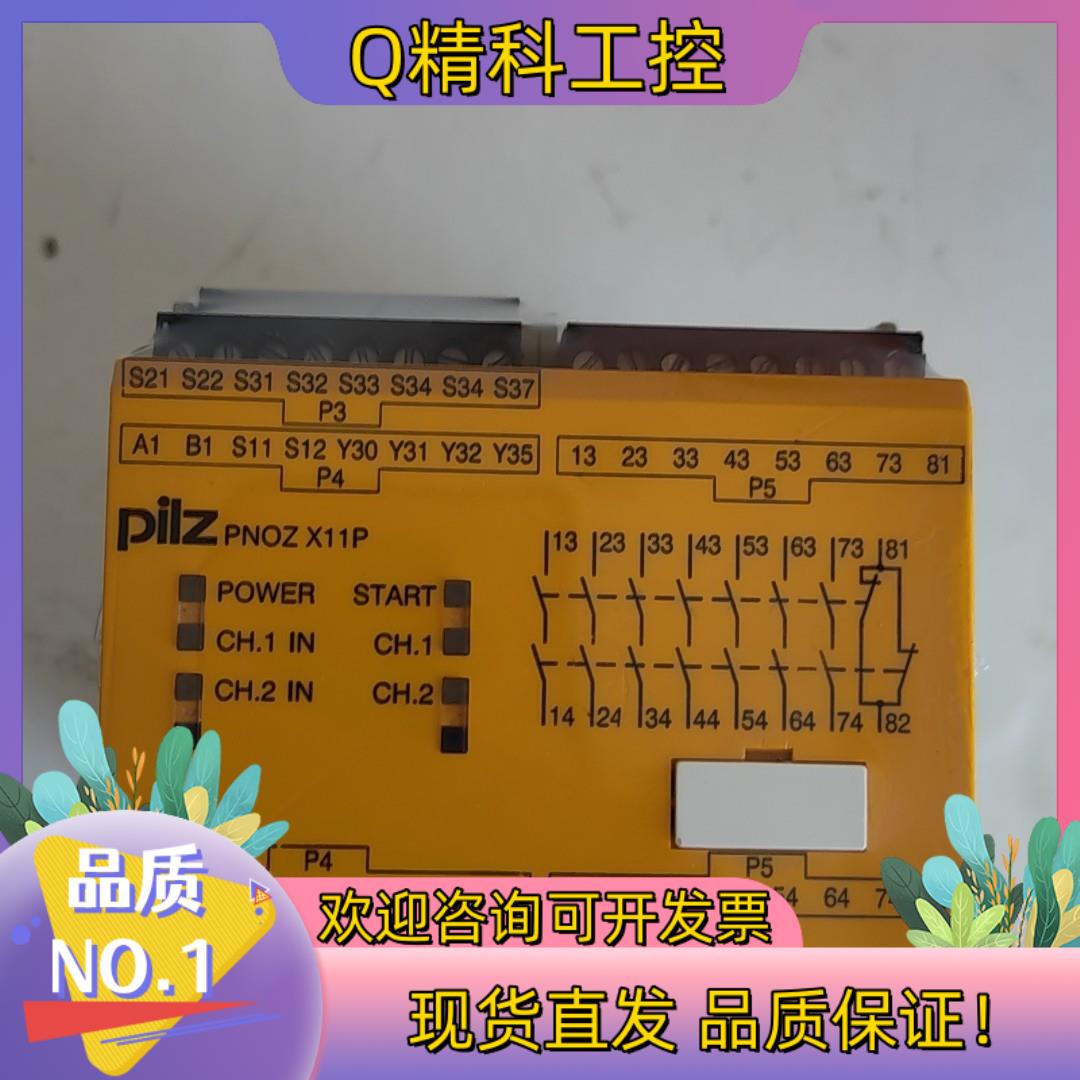 Q精科工控
S21 S22 S31 S32 S33 S34 S34 S37
P3
A1 B1 S11 S12 Y30 Y31 Y32 Y35
P4
13 23 33 43 53 63 73 81
P5
pilz PNOZ X11P
13 23 33 43 53 63 73 81
POWER START
CH.1 IN CH.1
CH.2 IN CH.2
14 24 34 44 54 64 74 82
P4
P5
64
品质
NO.1
欢迎咨询可开发票
现货直发 品质保证!